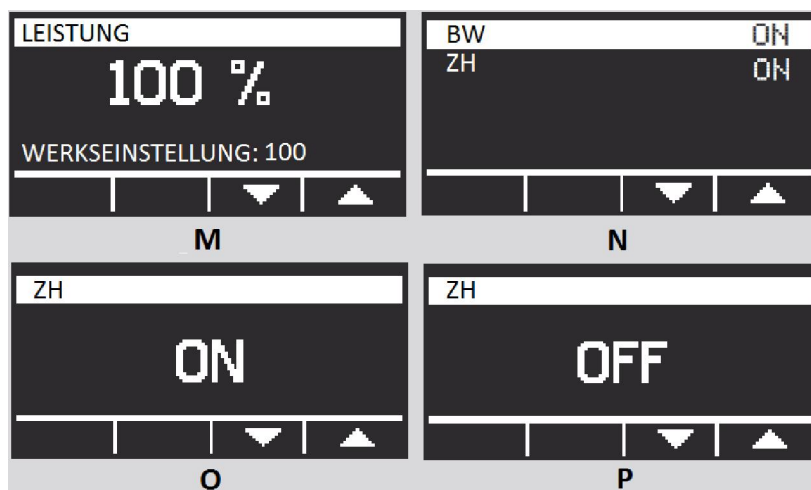 LEISTUNG
100 %
WERKSEINSTELLUNG: 100
M
BW ON
ZH ON
N
ZH
ON
O
ZH
OFF
P